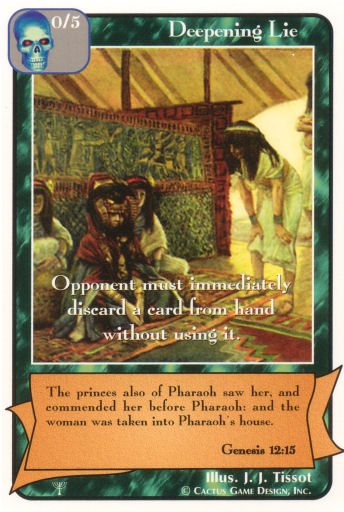 0/5
Deepening Lie
Opponent must immediately
discard a card from hand
without using it.
The princes also of Pharaoh saw her, and
commended her before Pharaoh: and the
woman was taken into Pharaoh's house.
Genesis 12:15
Illus. J. J. Tissot
© Cactus Game Design, Inc.